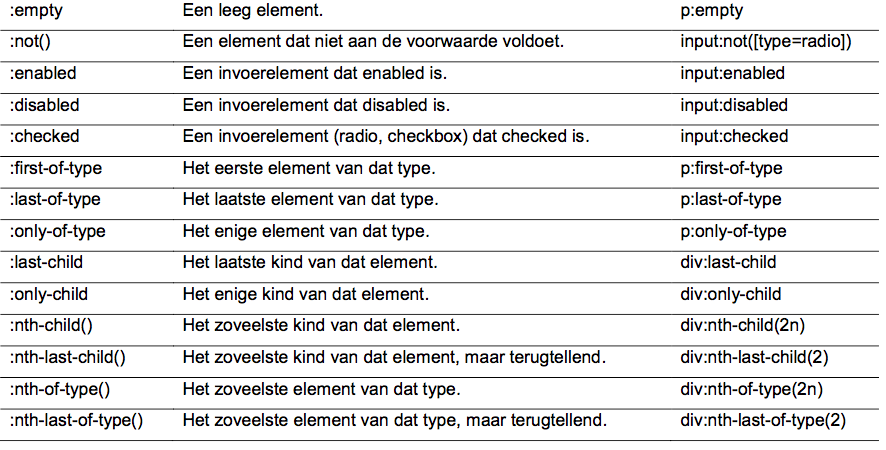 :empty Een leeg element. p:empty
:not() Een element dat niet aan de voorwaarde voldoet. input:not([type=radio])
:enabled Een invoerelement dat enabled is. input:enabled
:disabled Een invoerelement dat disabled is. input:disabled
:checked Een invoerelement (radio, checkbox) dat checked is. input:checked
:first-of-type Het eerste element van dat type. p:first-of-type
:last-of-type Het laatste element van dat type. p:last-of-type
:only-of-type Het enige element van dat type. p:only-of-type
:last-child Het laatste kind van dat element. div:last-child
:only-child Het enige kind van dat element. div:only-child
:nth-child() Het zoveelste kind van dat element. div:nth-child(2n)
:nth-last-child() Het zoveelste kind van dat element, maar terugtellend. div:nth-last-child(2)
:nth-of-type() Het zoveelste element van dat type. div:nth-of-type(2n)
:nth-last-of-type() Het zoveelste element van dat type, maar terugtellend. div:nth-last-of-type(2)